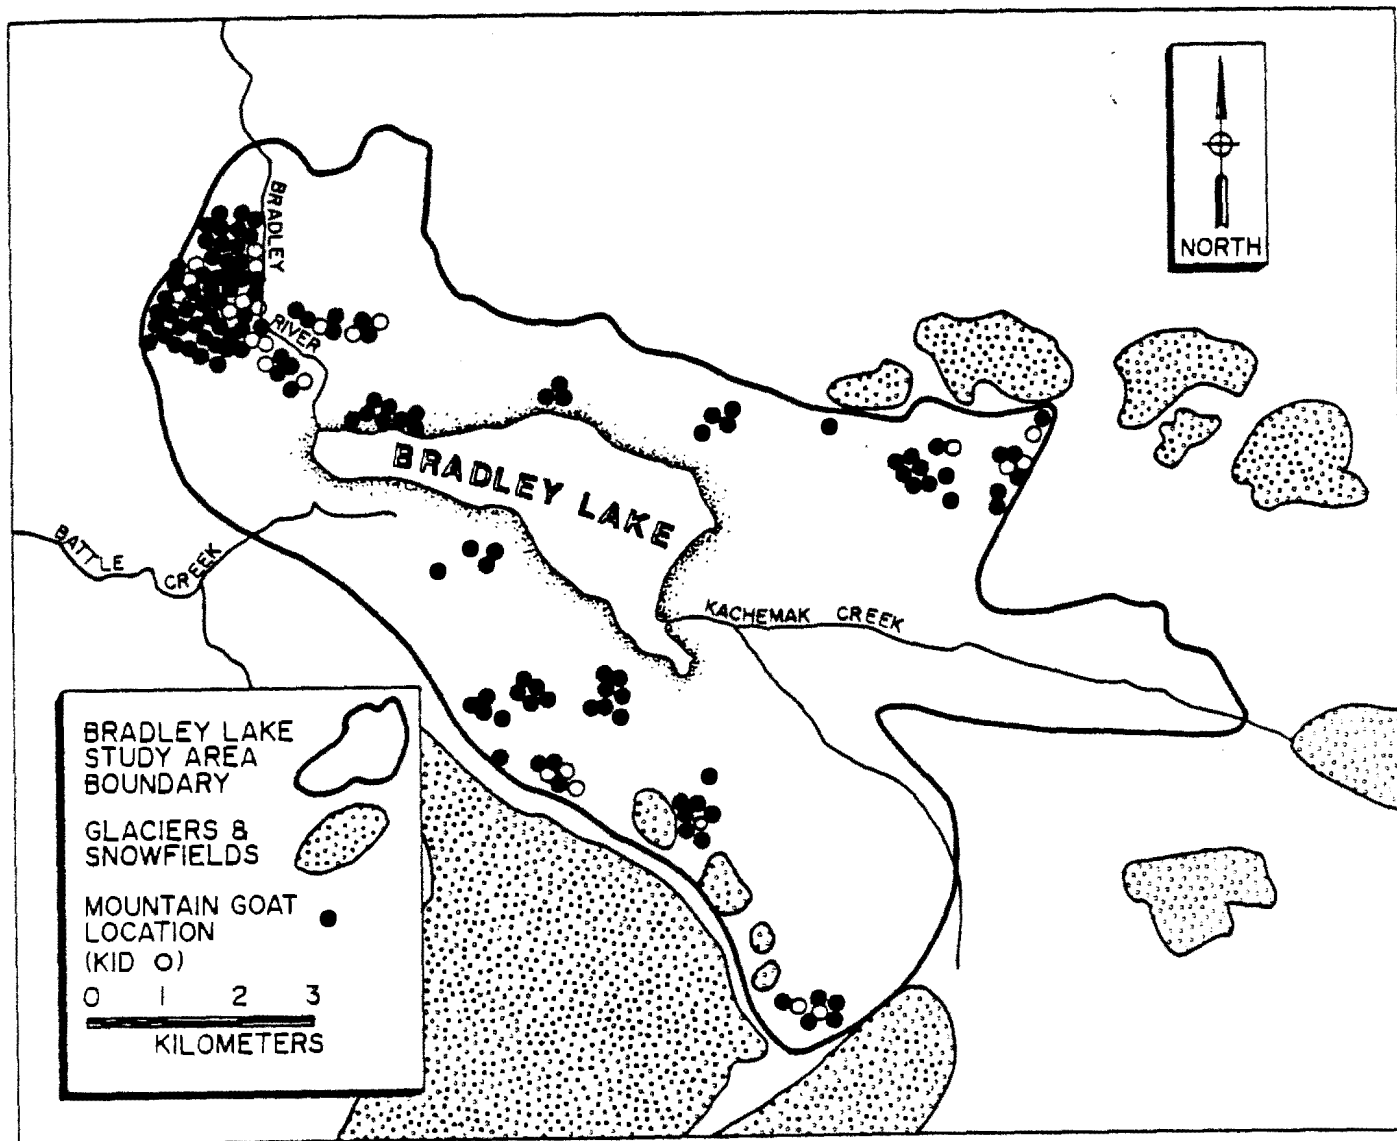 NORTH
BRADLEY
RIVER
BRADLEY LAKE
BATTLE CREEK
KACHEMAK CREEK
BRADLEY LAKE
STUDY AREA
BOUNDARY
GLACIERS &
SNOWFIELDS
MOUNTAIN GOAT
LOCATION
(KID O)
0 1 2 3
KILOMETERS